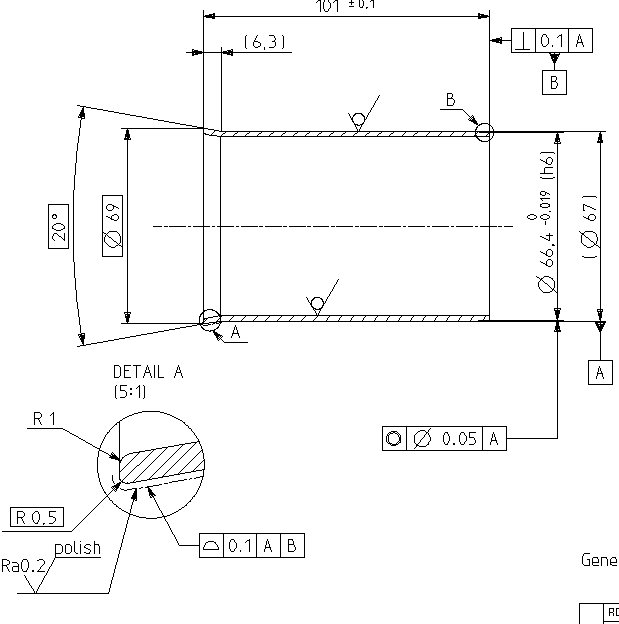 101 ±0,1
(6,3)
⊥ 0.1 A
B
B
20°
Ø 69
Ø 66,4 0 -0.019 (h6)
(Ø 67)
A
A
DETAIL A
(5:1)
R 1
◎ Ø 0.05 A
R 0,5
⌓ 0.1 A B
polish
Ra0.2
Gene